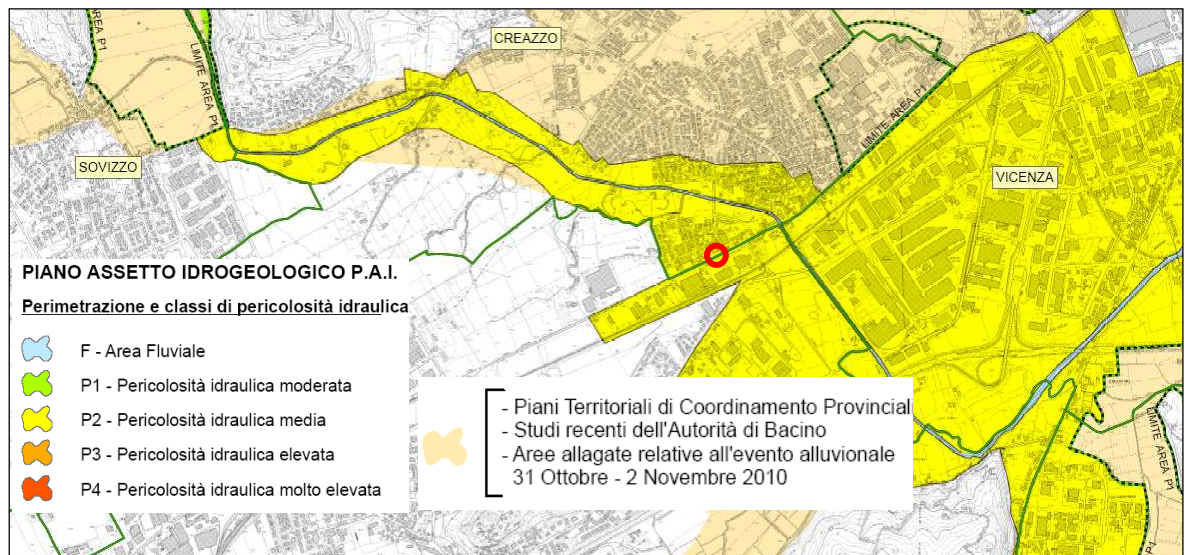 AREA P1
LIMITE AREA P1
CREAZZO
LIMITE AREA P1
SOVIZZO
VICENZA
PIANO ASSETTO IDROGEOLOGICO P.A.I.
Perimetrazione e classi di pericolosità idraulica
F - Area Fluviale
P1 - Pericolosità idraulica moderata
P2 - Pericolosità idraulica media
P3 - Pericolosità idraulica elevata
P4 - Pericolosità idraulica molto elevata
- Piani Territoriali di Coordinamento Provincial
- Studi recenti dell'Autorità di Bacino
- Aree allagate relative all'evento alluvionale
31 Ottobre - 2 Novembre 2010
LIMITE AREA P1
P1